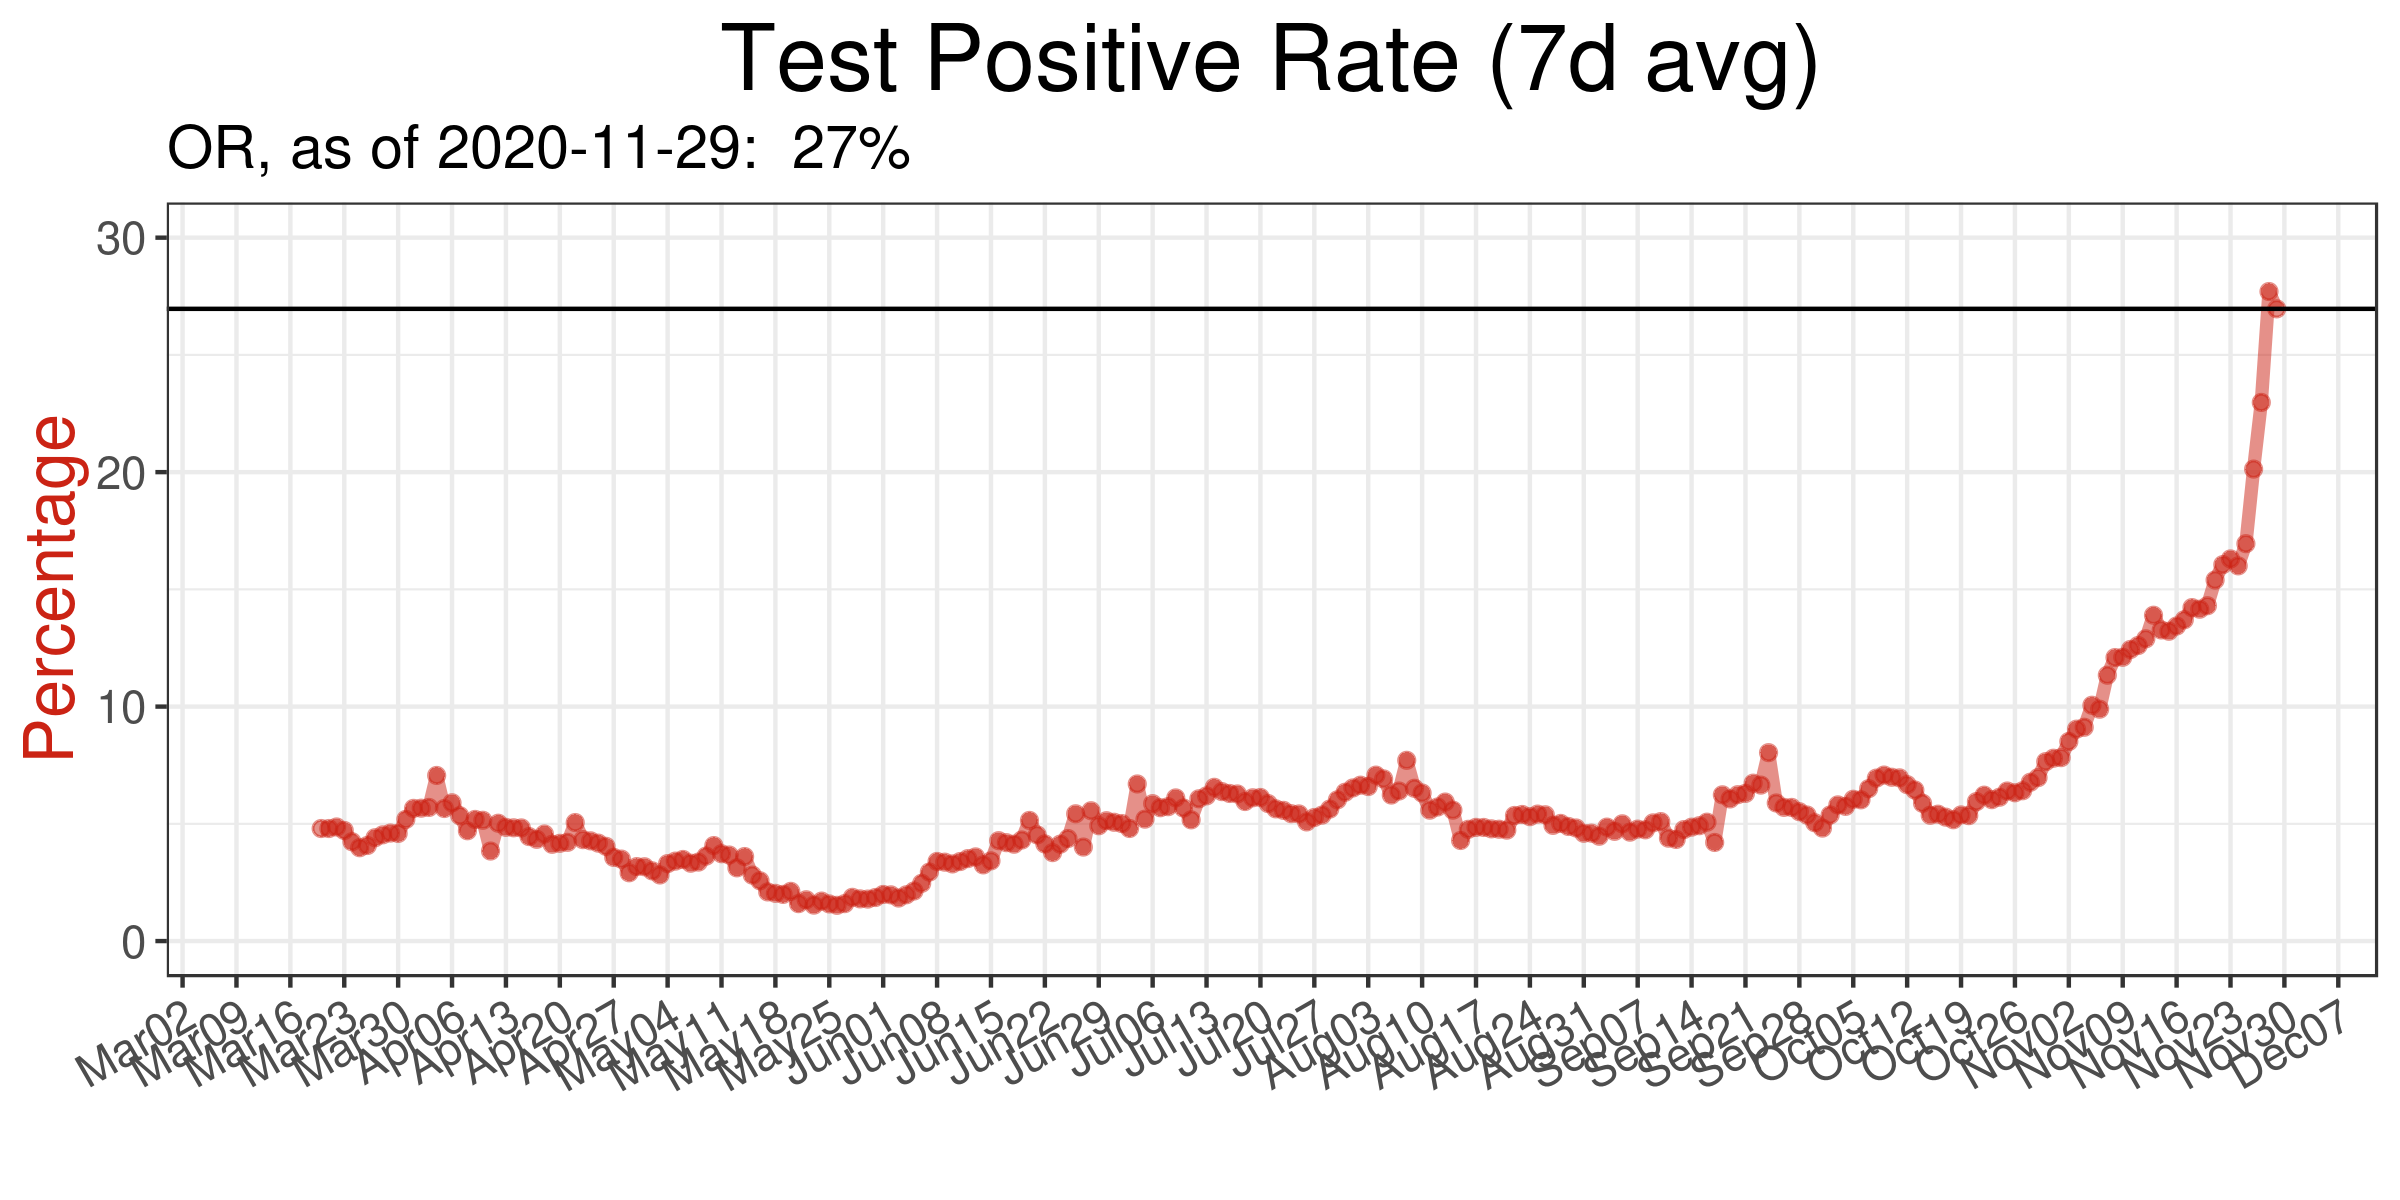 Test Positive Rate (7d avg)
OR, as of 2020-11-29:  27%
Percentage
30
20
10
0
Mar02
Mar09
Mar16
Mar23
Mar30
Apr06
Apr13
Apr20
Apr27
May04
May11
May18
May25
Jun01
Jun08
Jun15
Jun22
Jun29
Jul06
Jul13
Jul20
Jul27
Aug03
Aug10
Aug17
Aug24
Aug31
Sep07
Sep14
Sep21
Sep28
Oct05
Oct12
Oct19
Oct26
Nov02
Nov09
Nov16
Nov23
Nov30
Dec07